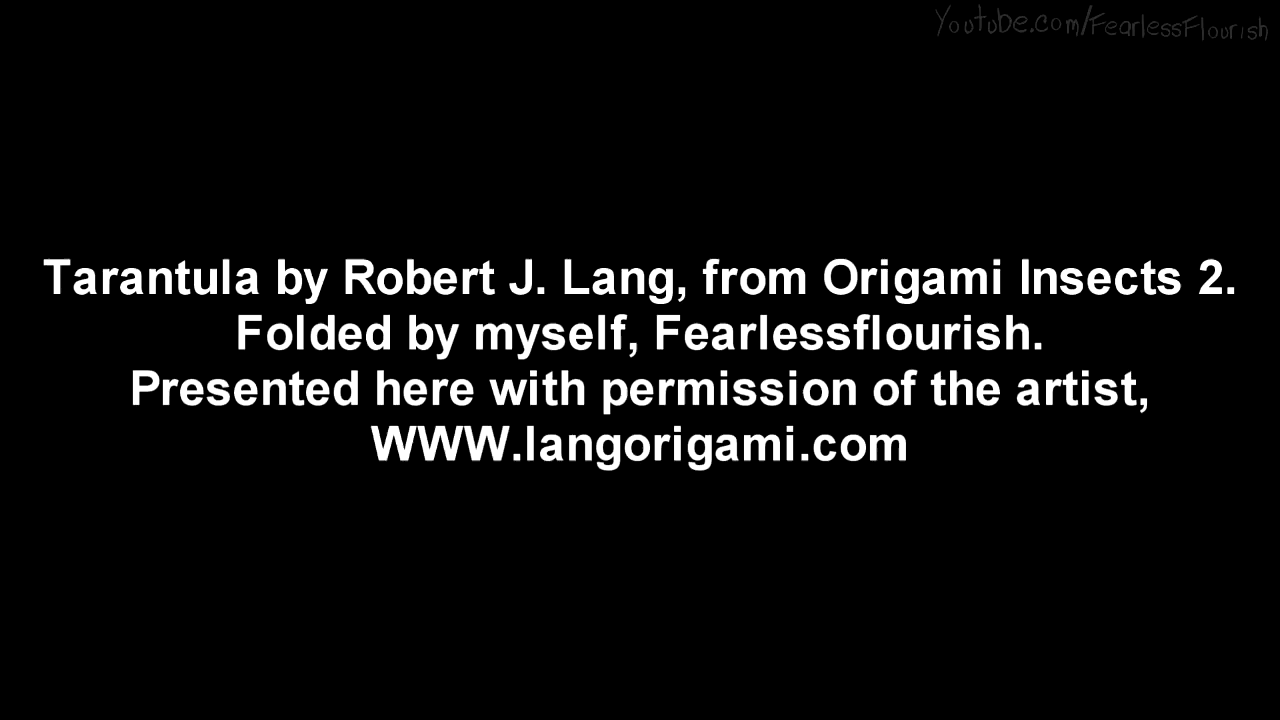 Youtube.com/FearlessFlourish
Tarantula by Robert J. Lang, from Origami Insects 2.
Folded by myself, Fearlessflourish.
Presented here with permission of the artist,
WWW.langorigami.com